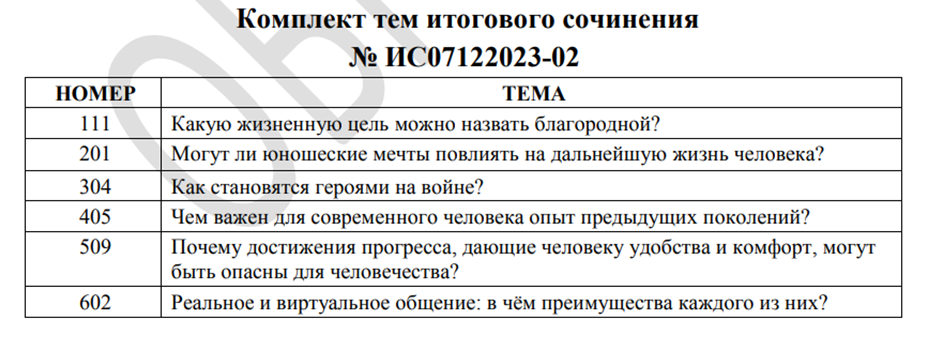 Комплект тем итогового сочинения
№ ИС07122023-02
НОМЕР ТЕМА
111 Какую жизненную цель можно назвать благородной?
201 Могут ли юношеские мечты повлиять на дальнейшую жизнь человека?
304 Как становятся героями на войне?
405 Чем важен для современного человека опыт предыдущих поколений?
509 Почему достижения прогресса, дающие человеку удобства и комфорт, могут
быть опасны для человечества?
602 Реальное и виртуальное общение: в чём преимущества каждого из них?